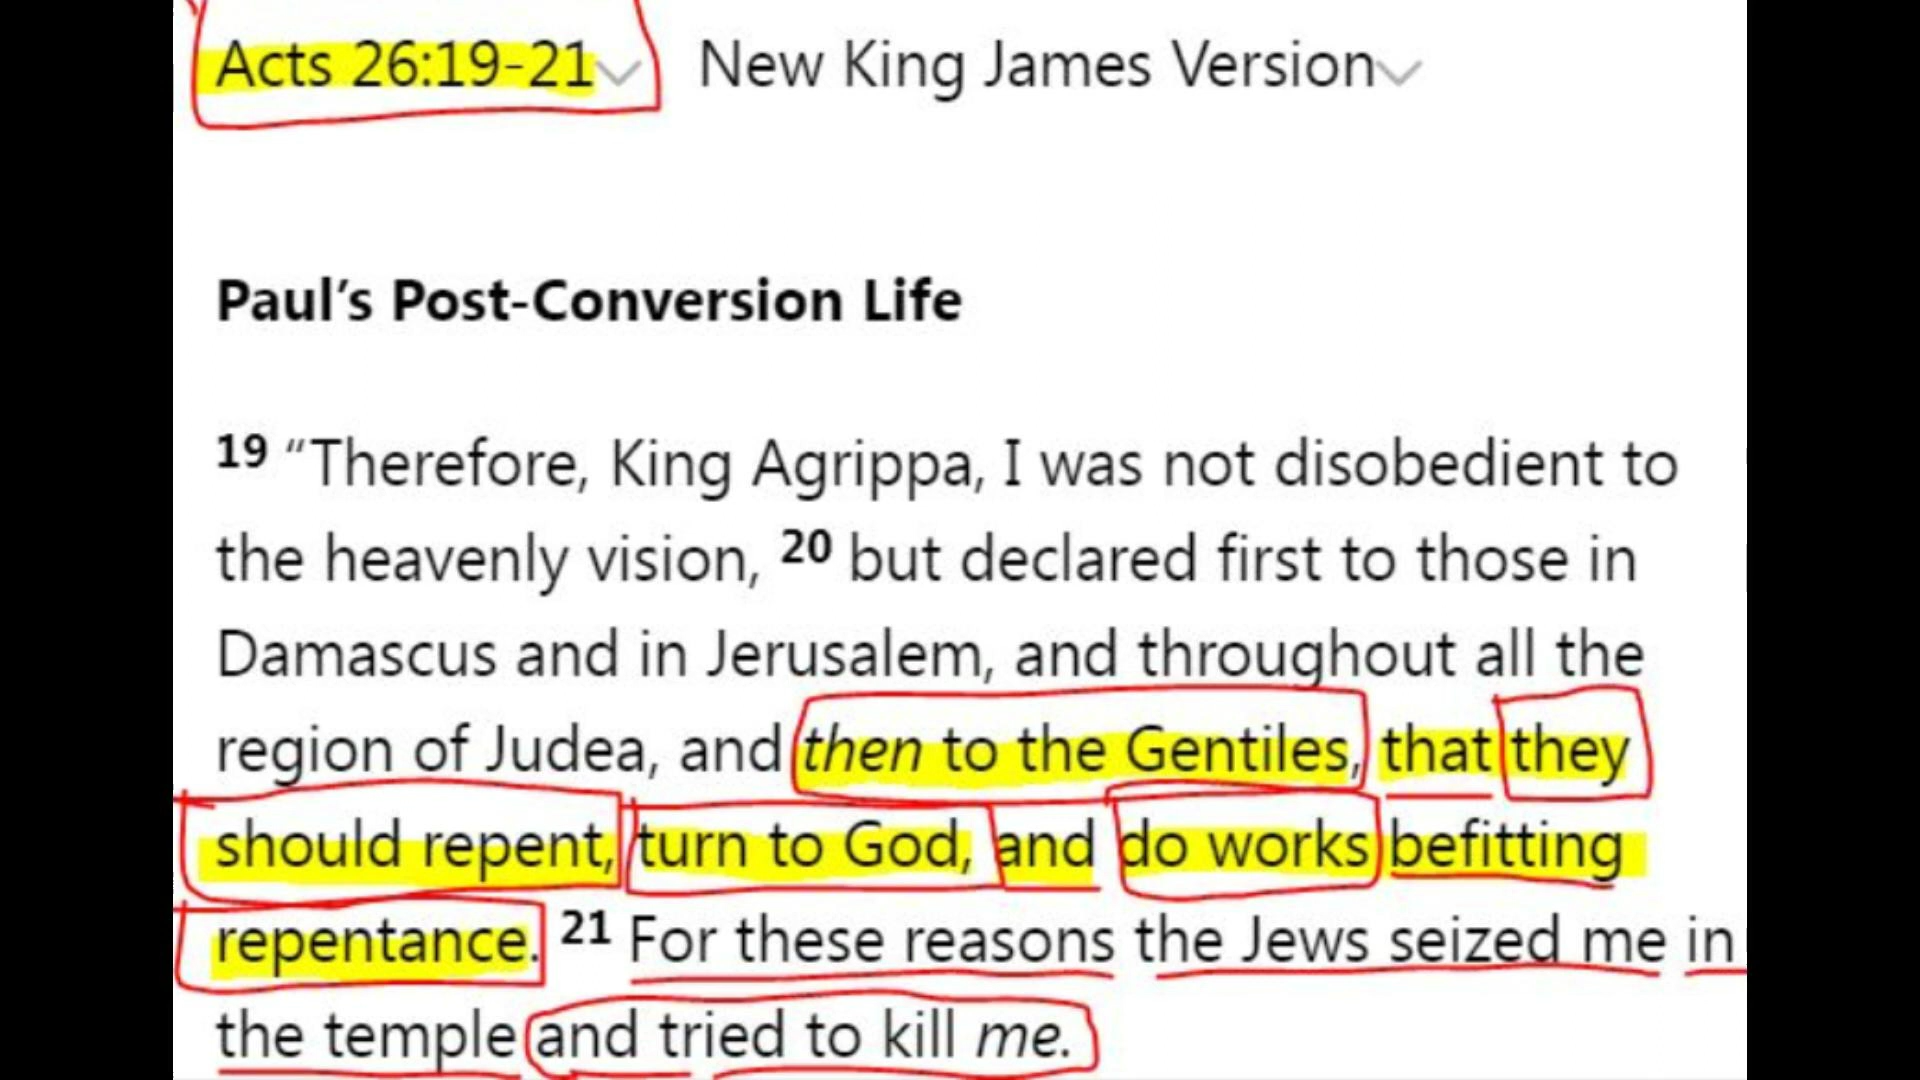 Acts 26:19-21 New King James Version
Paul’s Post-Conversion Life
19 “Therefore, King Agrippa, I was not disobedient to
the heavenly vision, 20 but declared first to those in
Damascus and in Jerusalem, and throughout all the
region of Judea, and then to the Gentiles, that they
should repent, turn to God, and do works befitting
repentance. 21 For these reasons the Jews seized me in
the temple and tried to kill me.